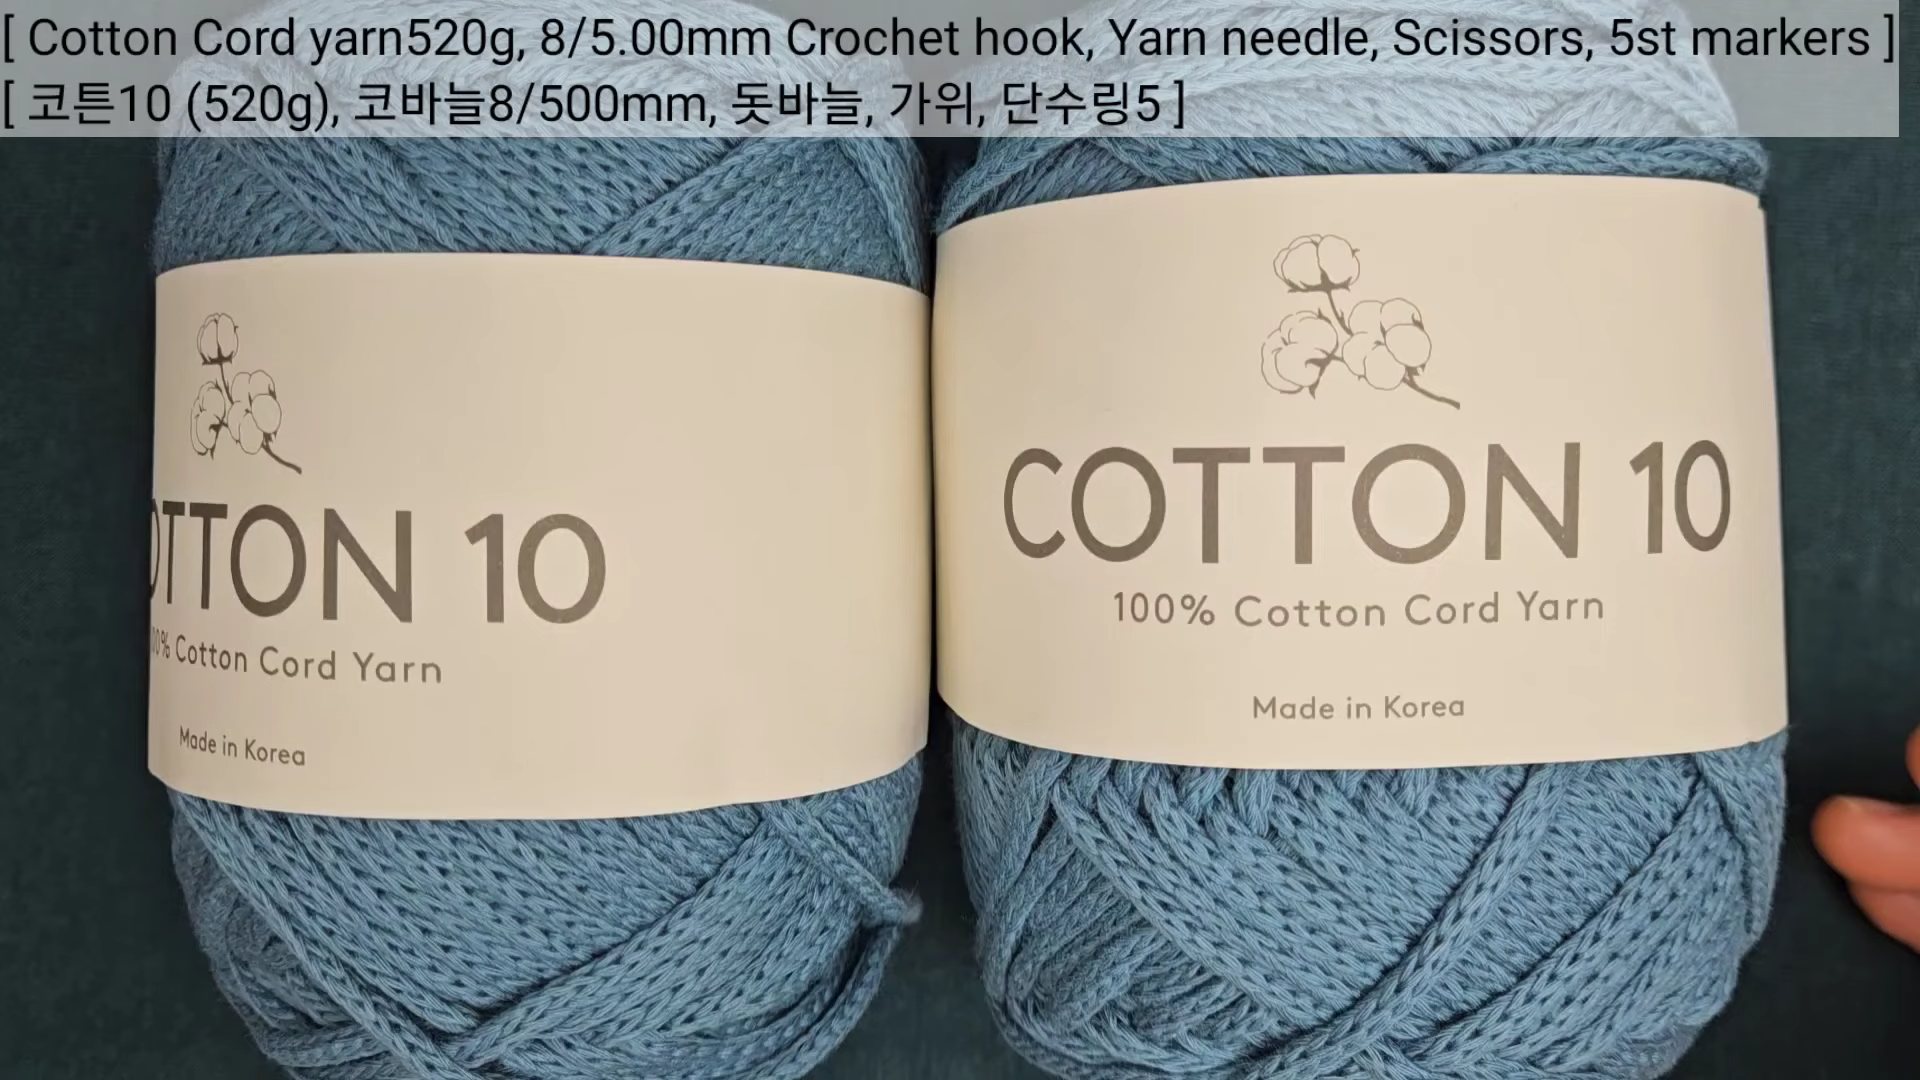 [ Cotton Cord yarn520g, 8/5.00mm Crochet hook, Yarn needle, Scissors, 5st markers ]
[ 코튼10 (520g), 코바늘8/500mm, 돗바늘, 가위, 단수링5 ]
OTTON 10
00% Cotton Cord Yarn
Made in Korea
COTTON 10
100% Cotton Cord Yarn
Made in Korea